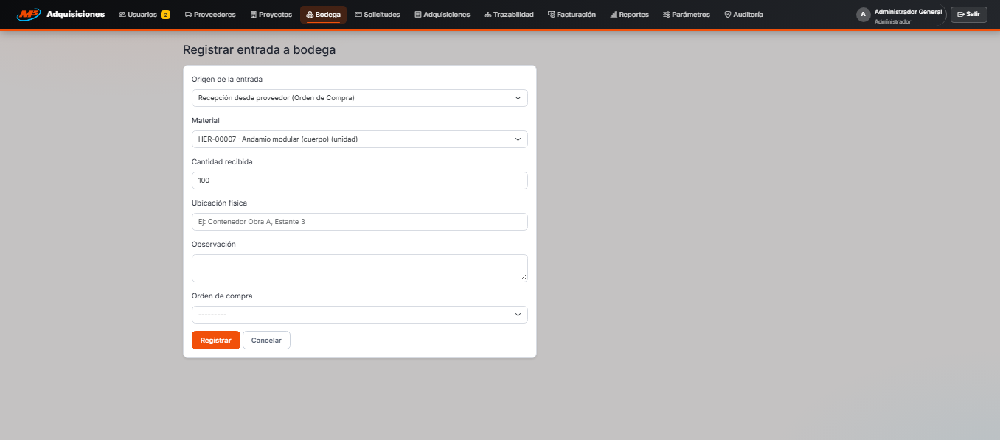 M5 Adquisiciones Usuarios 2 Proveedores Proyectos Bodega Solicitudes Adquisiciones Trazabilidad Facturación Reportes Parámetros Auditoría A Administrador General Salir
Administrador
Registrar entrada a bodega
Origen de la entrada
Recepción desde proveedor (Orden de Compra)
Material
HER-00007 · Andamio modular (cuerpo) (unidad)
Cantidad recibida
100
Ubicación física
Ej: Contenedor Obra A, Estante 3
Observación
Orden de compra
---------
Registrar Cancelar